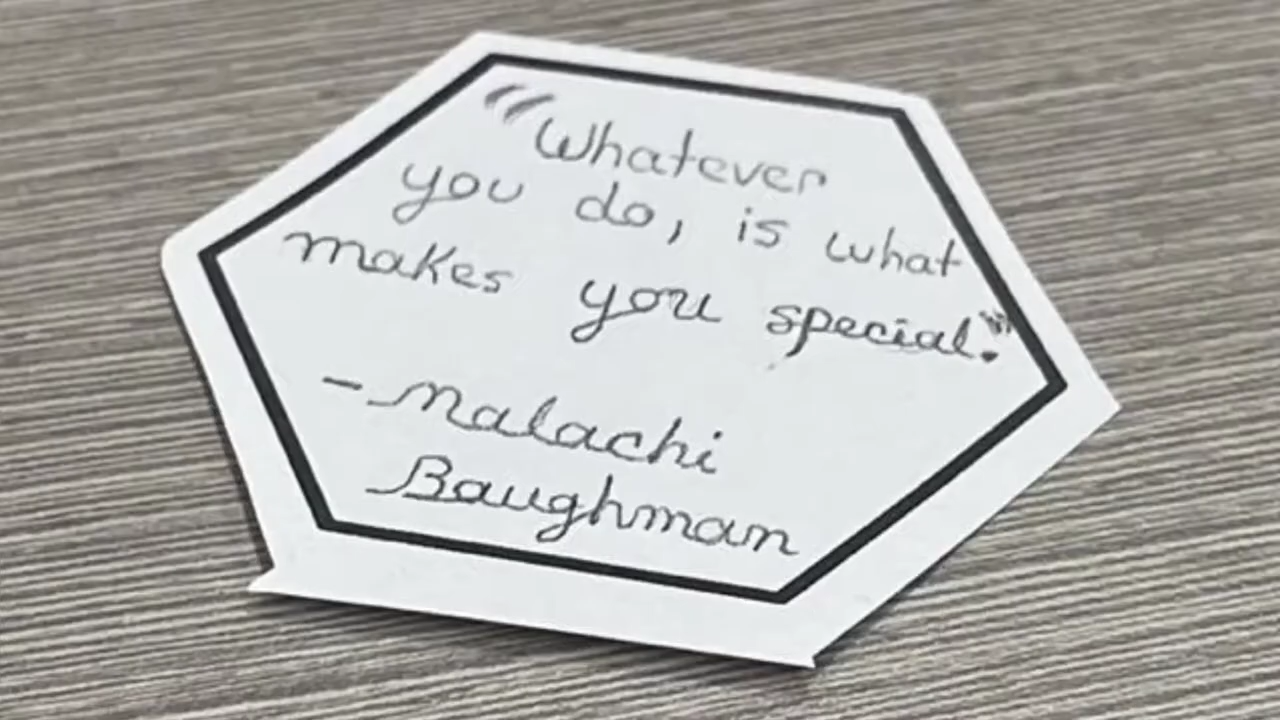 “Whatever
you do, is what
makes you special.”
- Malachi
Baughman